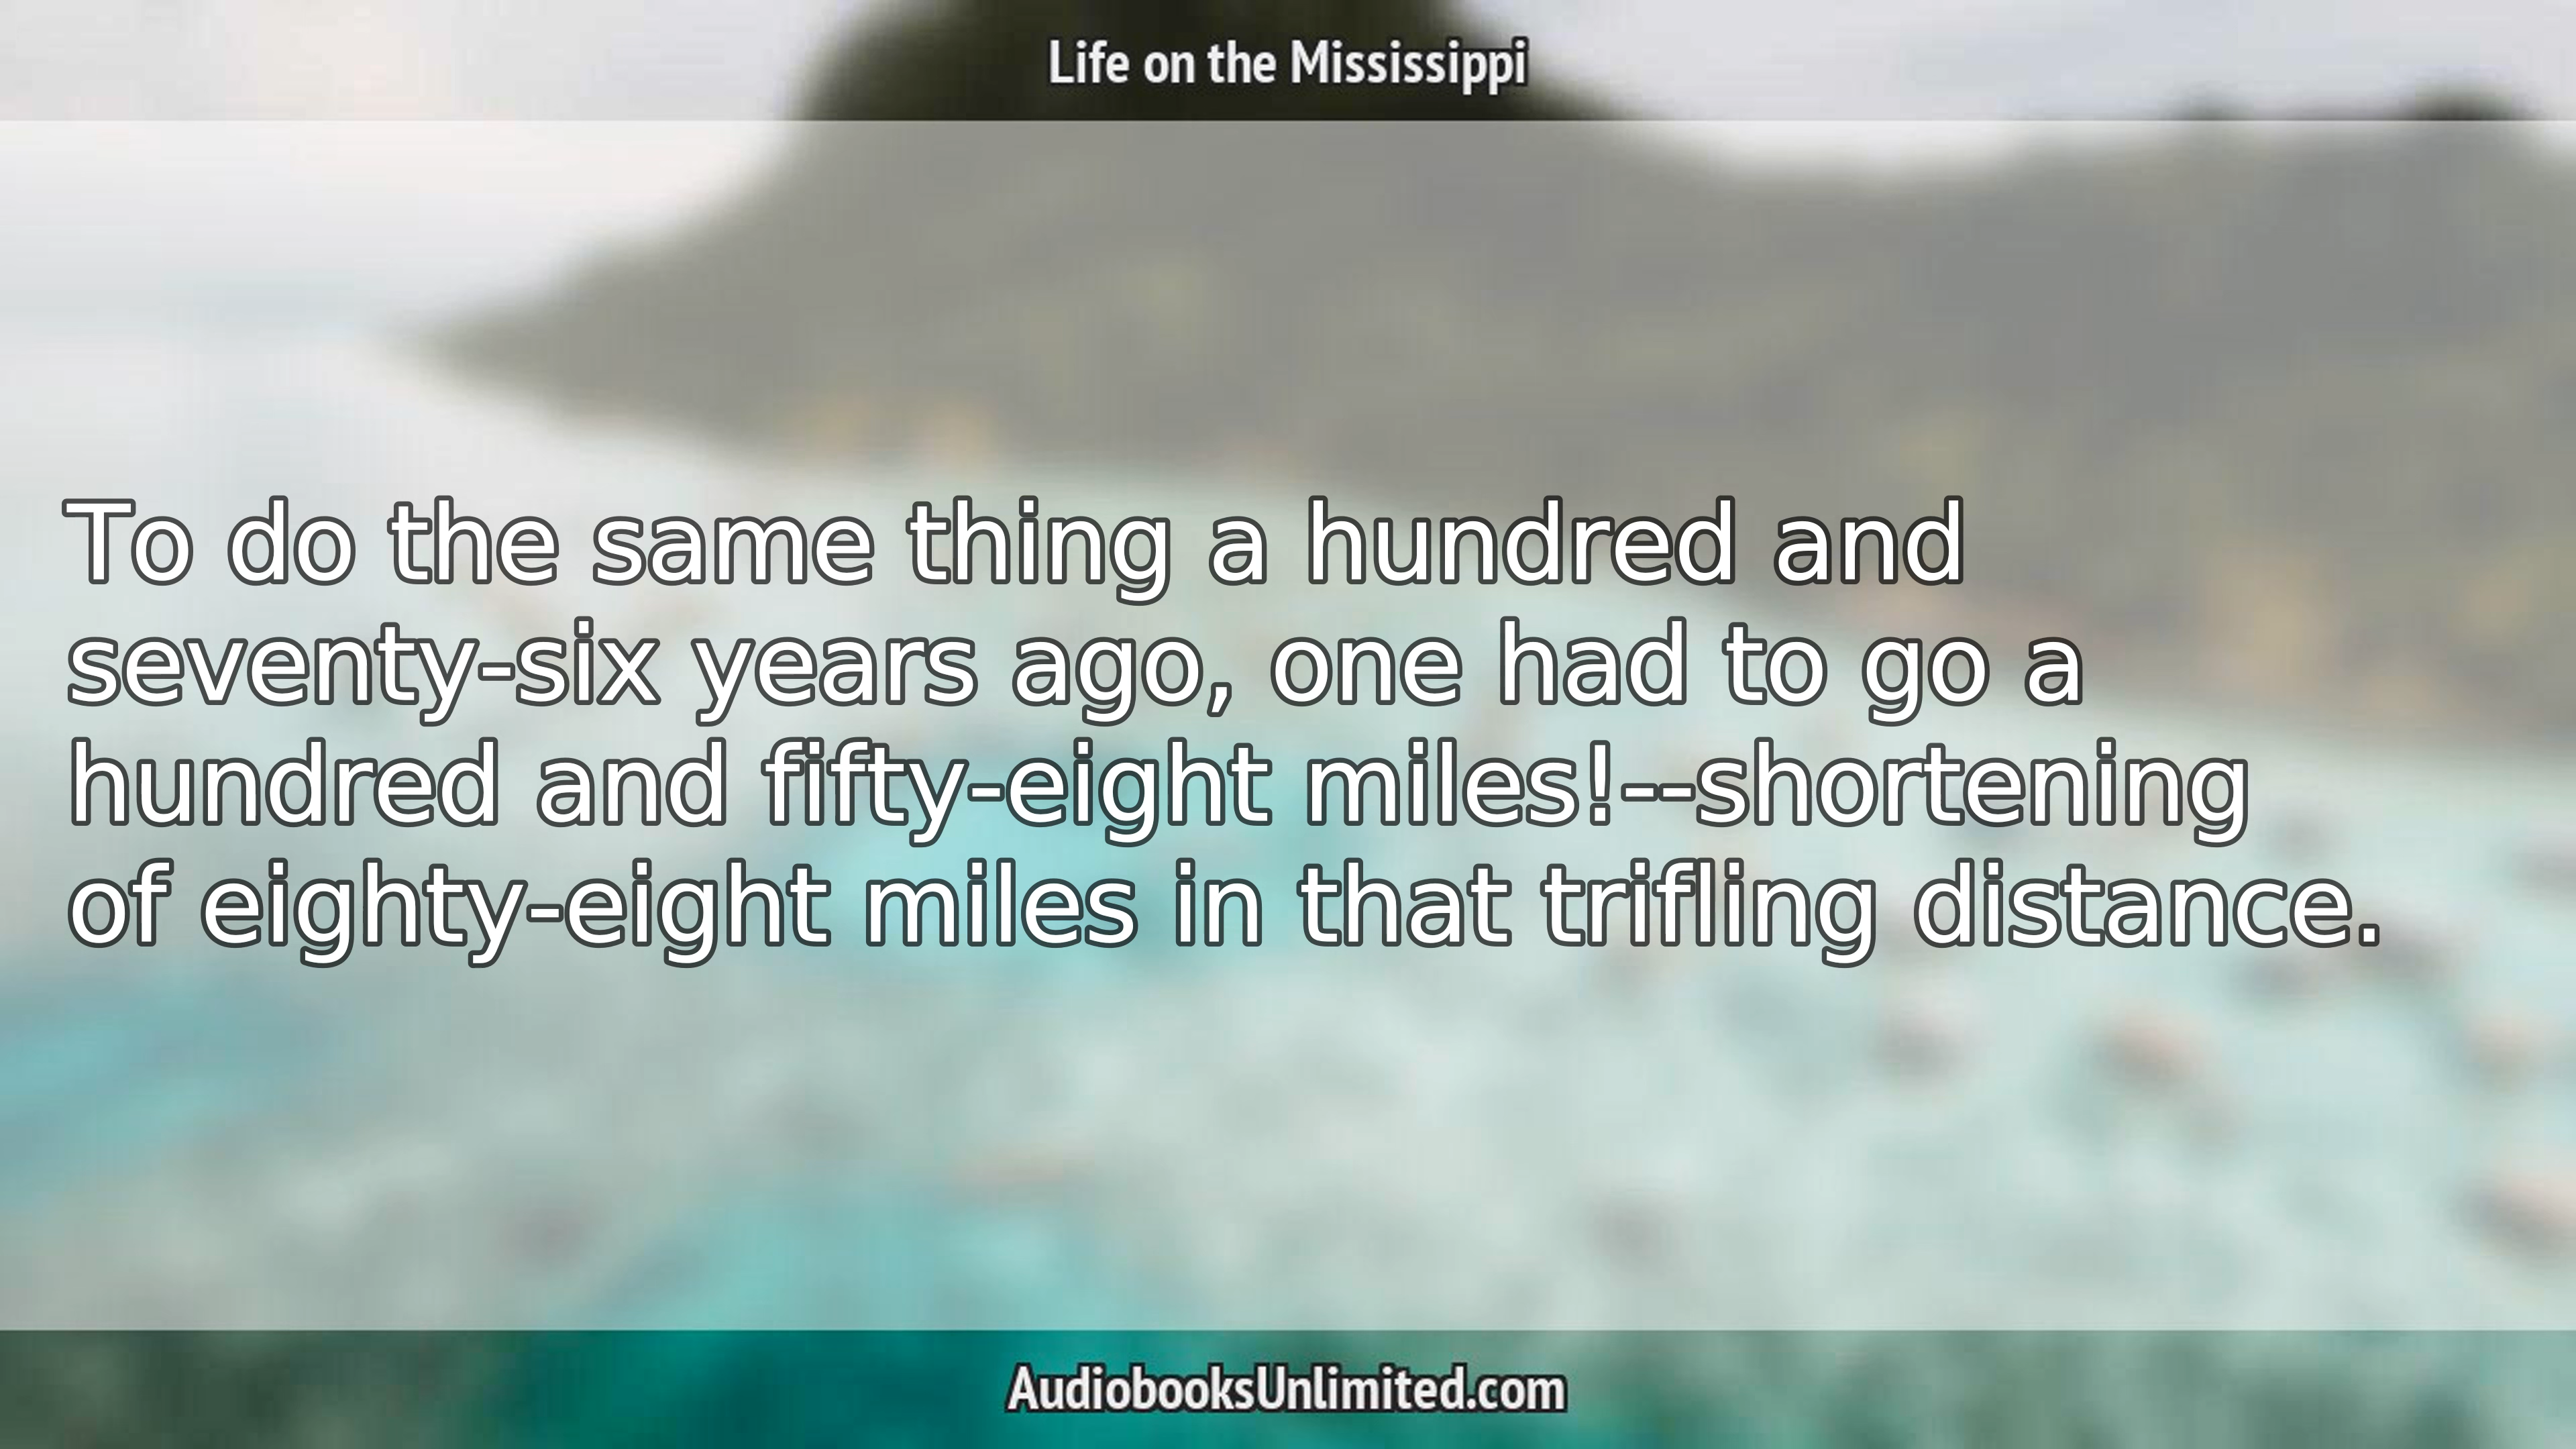 Life on the Mississippi
To do the same thing a hundred and
seventy-six years ago, one had to go a
hundred and fifty-eight miles!--shortening
of eighty-eight miles in that trifling distance.
AudiobooksUnlimited.com